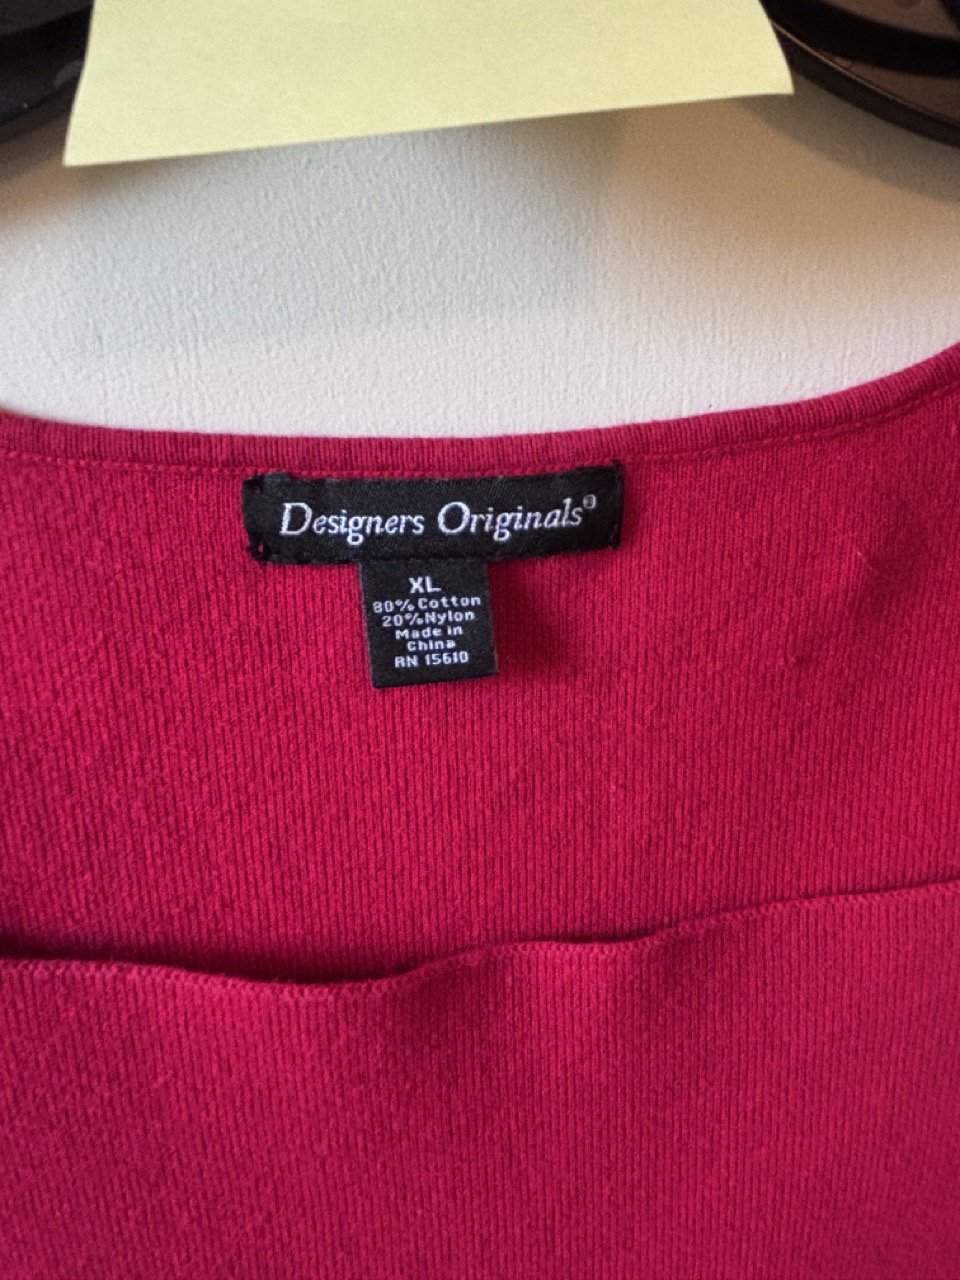 Designers Originals®
XL
80% Cotton
20% Nylon
Made in
China
RN 15610